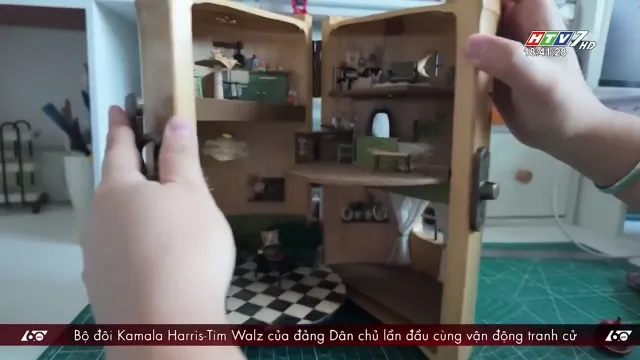 HTV7 HD
18:41:28
Bộ đôi Kamala Harris-Tim Walz của đảng Dân chủ lần đầu cùng vận động tranh cử